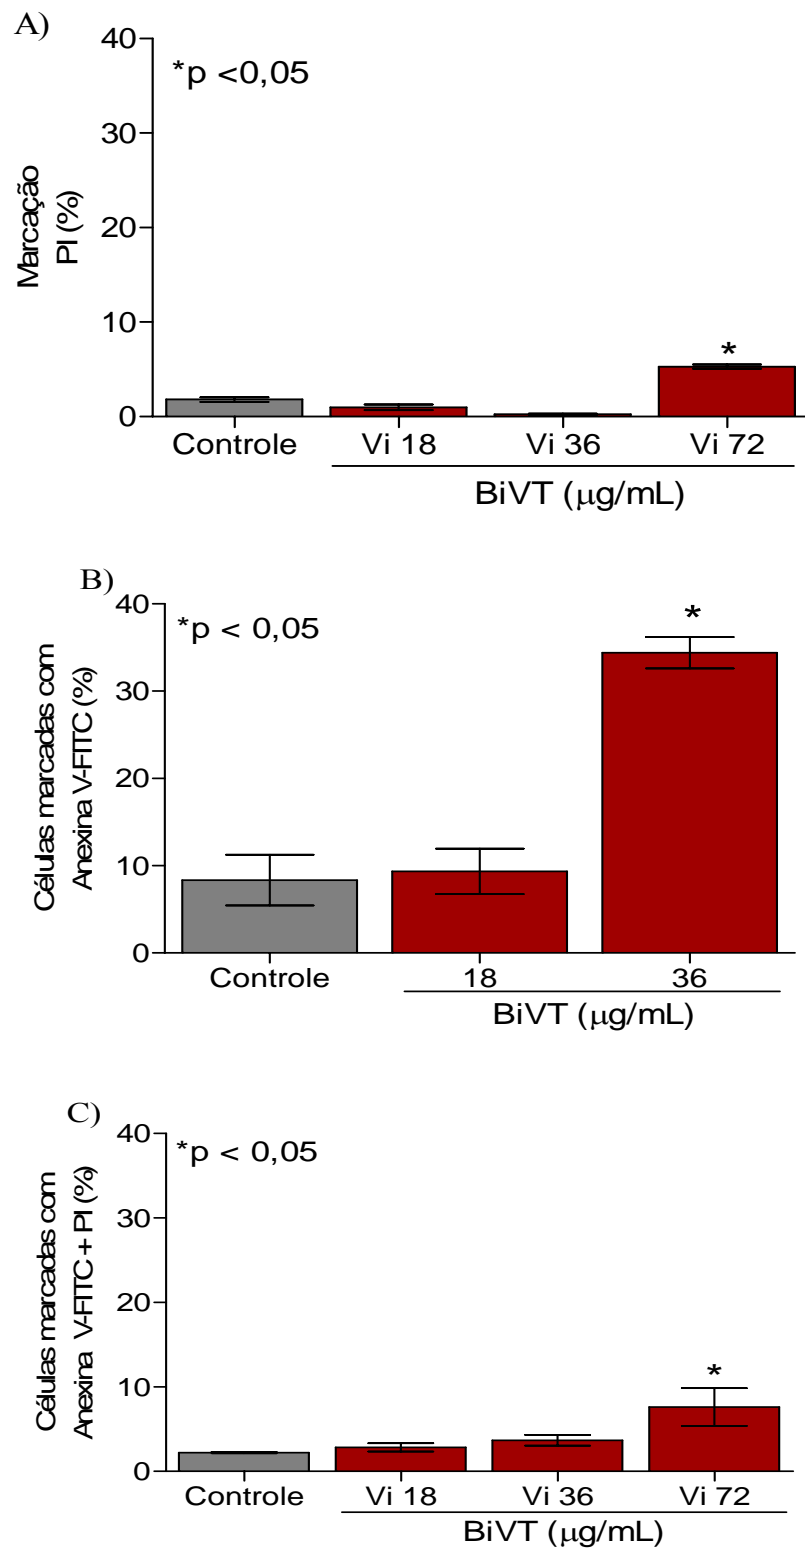 A)
*p <0,05
Marcação
PI (%)
40
30
20
10
0
*
Controle Vi 18 Vi 36 Vi 72
BiVT (µg/mL)
B)
*p < 0,05
Células marcadas com
Anexina V-FITC (%)
40
30
20
10
0
*
Controle 18 36
BiVT (µg/mL)
C)
*p < 0,05
Células marcadas com
Anexina V-FITC + PI (%)
40
30
20
10
0
*
Controle Vi 18 Vi 36 Vi 72
BiVT (µg/mL)